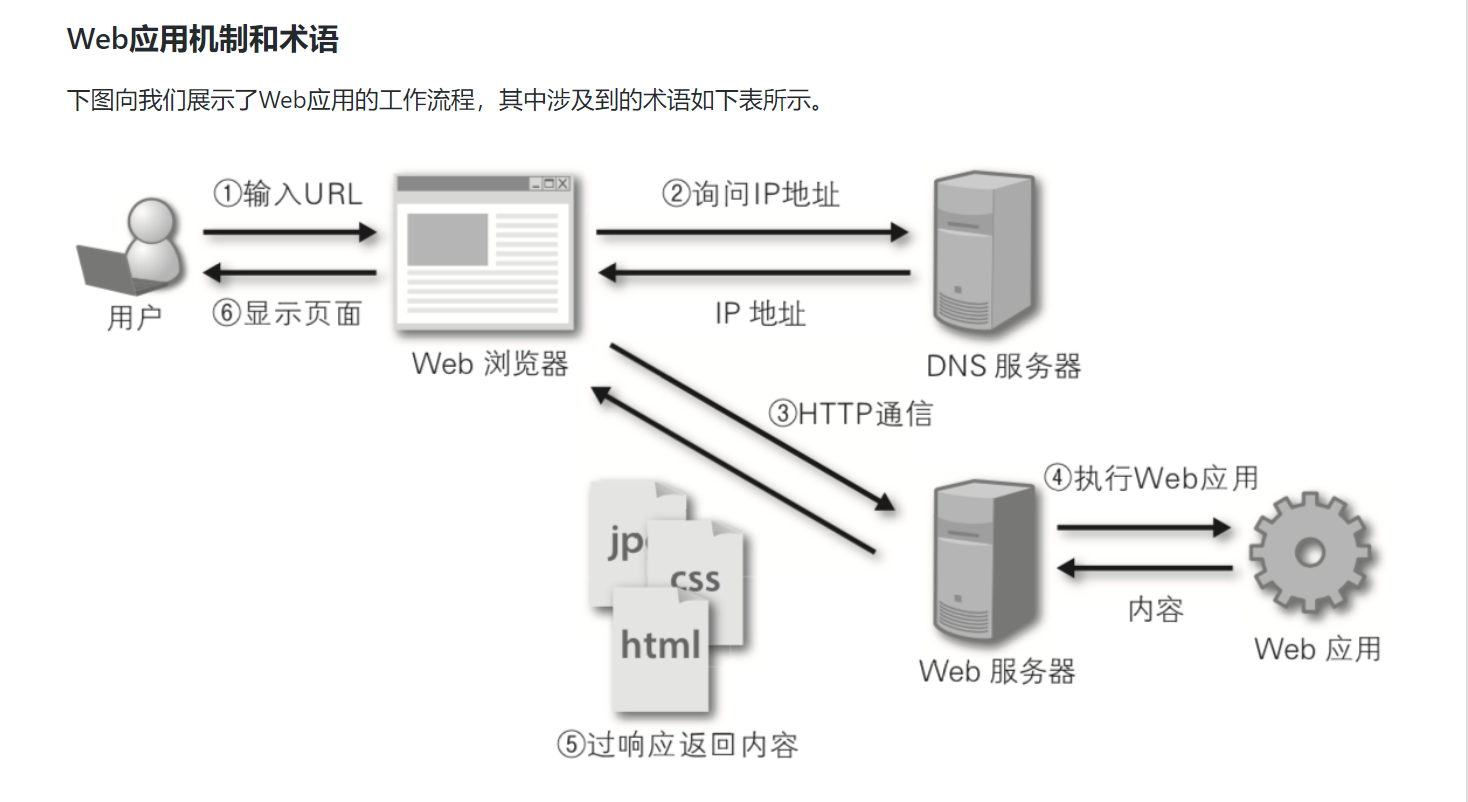 Web应用机制和术语
下图向我们展示了Web应用的工作流程，其中涉及到的术语如下表所示。
①输入URL
②询问IP地址
⑥显示页面
IP 地址
用户
Web 浏览器
DNS 服务器
③HTTP通信
④执行Web应用
jp
css
html
内容
Web 应用
Web 服务器
⑤过响应返回内容